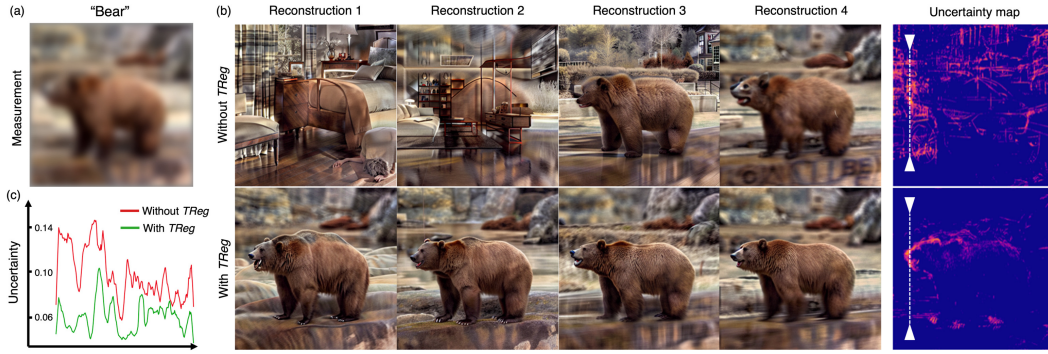 (a)
“Bear”
Measurement
(b)
Reconstruction 1
Reconstruction 2
Reconstruction 3
Reconstruction 4
Uncertainty map
Without TReg
With TReg
(c)
Without TReg
With TReg
Uncertainty
0.14
0.10
0.06